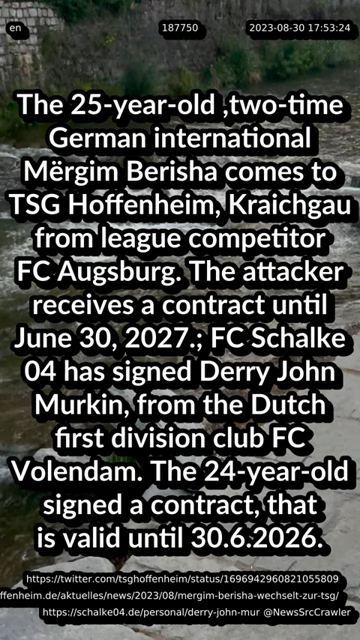 en 187750 2023-08-30 17:53:24
The 25-year-old ,two-time
German international
Mërgim Berisha comes to
TSG Hoffenheim, Kraichgau
from league competitor
FC Augsburg. The attacker
receives a contract until
June 30, 2027.; FC Schalke
04 has signed Derry John
Murkin, from the Dutch
first division club FC
Volendam. The 24-year-old
signed a contract, that
is valid until 30.6.2026.
https://twitter.com/tsghoffenheim/status/1696942960821055809
ffenheim.de/aktuelles/news/2023/08/mergim-berisha-wechselt-zur-tsg/
https://schalke04.de/personal/derry-john-mur @NewsSrcCrawler